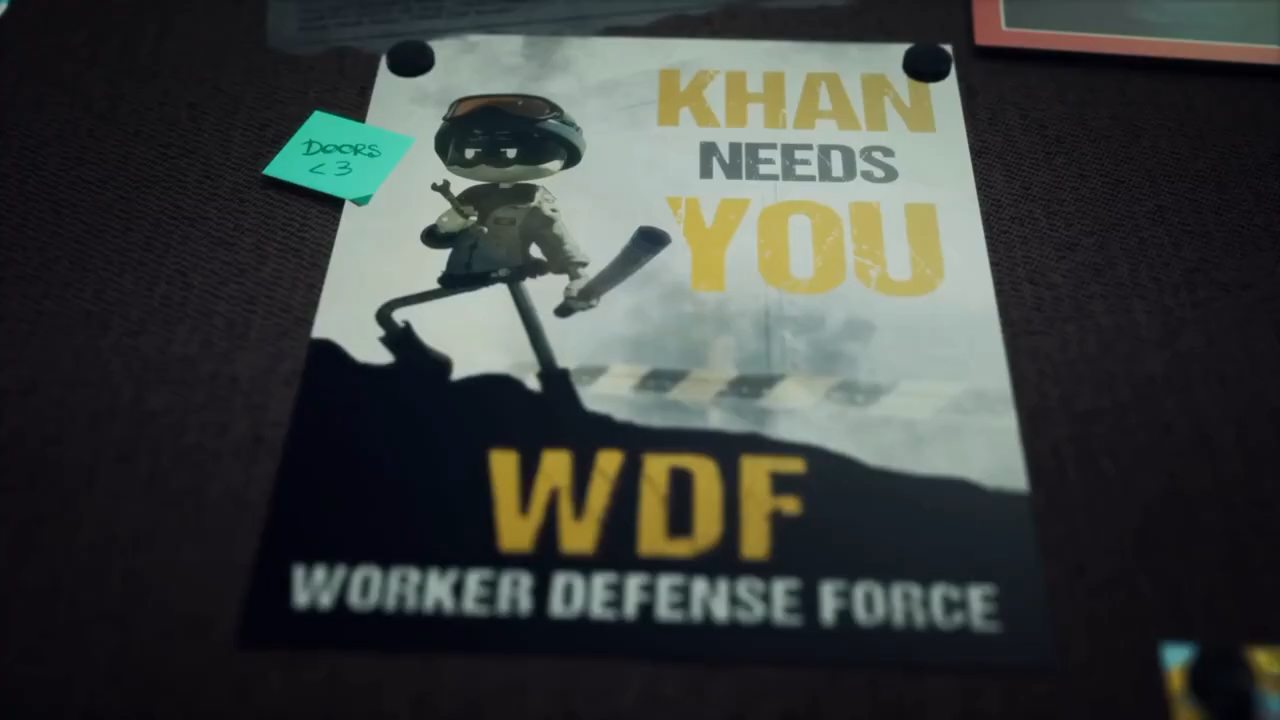 DOORS
<3
KHAN
NEEDS
YOU
WDF
WORKER DEFENSE FORCE